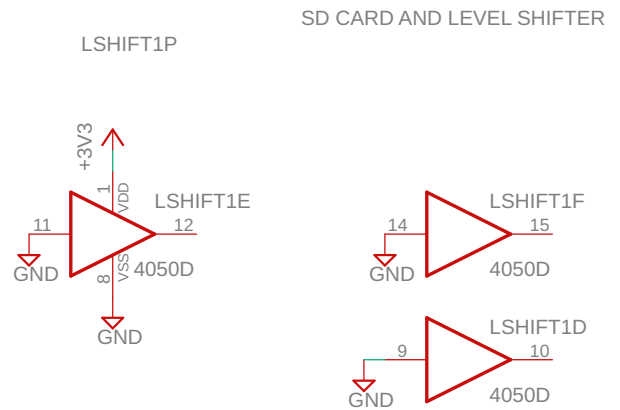 SD CARD AND LEVEL SHIFTER
LSHIFT1P
+3V3
1
VDD
LSHIFT1E
11
12
GND
VSS
4050D
8
GND
LSHIFT1F
14
15
GND
4050D
LSHIFT1D
9
10
GND
4050D